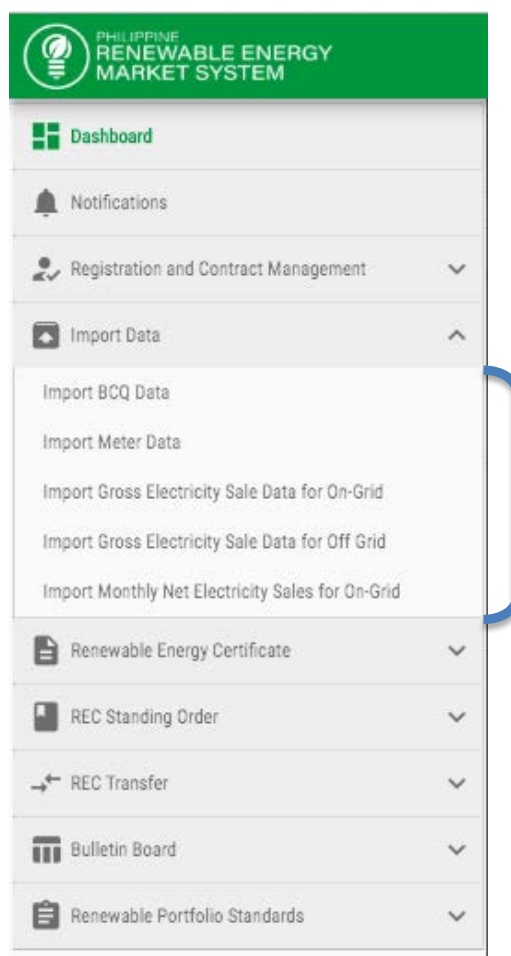 PHILIPPINE
RENEWABLE ENERGY
MARKET SYSTEM
Dashboard
Notifications
Registration and Contract Management
Import Data
Import BCQ Data
Import Meter Data
Import Gross Electricity Sale Data for On-Grid
Import Gross Electricity Sale Data for Off Grid
Import Monthly Net Electricity Sales for On-Grid
Renewable Energy Certificate
REC Standing Order
REC Transfer
Bulletin Board
Renewable Portfolio Standards